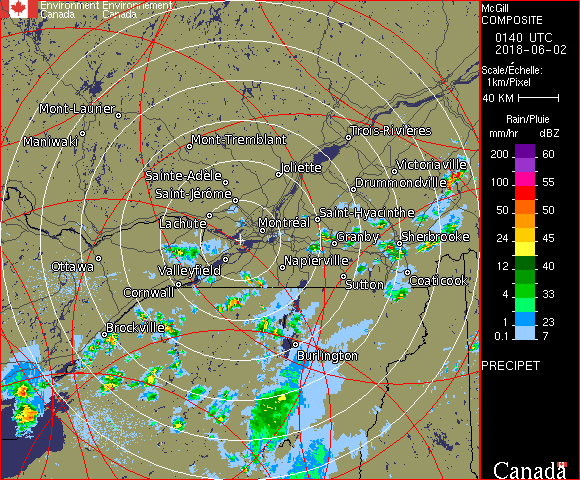 Environment Environnement
Canada Canada
McGill
COMPOSITE
0140 UTC
2018-06-02
Scale/Échelle:
1km/Pixel
40 KM
Rain/Pluie
mm/hr dBZ
200 60
150 57
100 55
50 50
24 45
12 40
4 33
1 23
0.1 7
PRECIPET
Canada
Mont-Laurier
Maniwaki
Mont-Tremblant
Trois-Rivières
Sainte-Adèle
Joliette
Victoriaville
Saint-Jérôme
Drummondville
Lachute
Montréal
Saint-Hyacinthe
Granby
Sherbrooke
Ottawa
Valleyfield
Napierville
Cornwall
Sutton
Coaticook
Brockville
Burlington